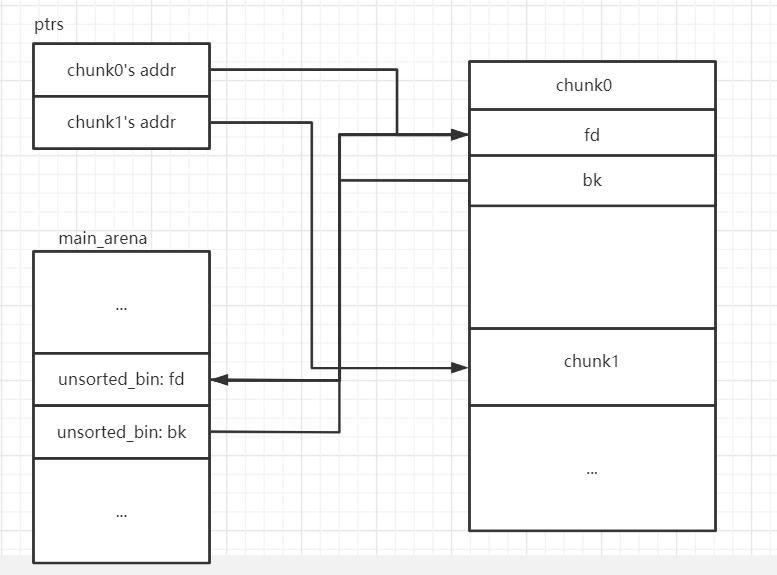 ptrs
chunk0's addr
chunk1's addr
main_arena
...
unsorted_bin: fd
unsorted_bin: bk
...
chunk0
fd
bk
chunk1
...